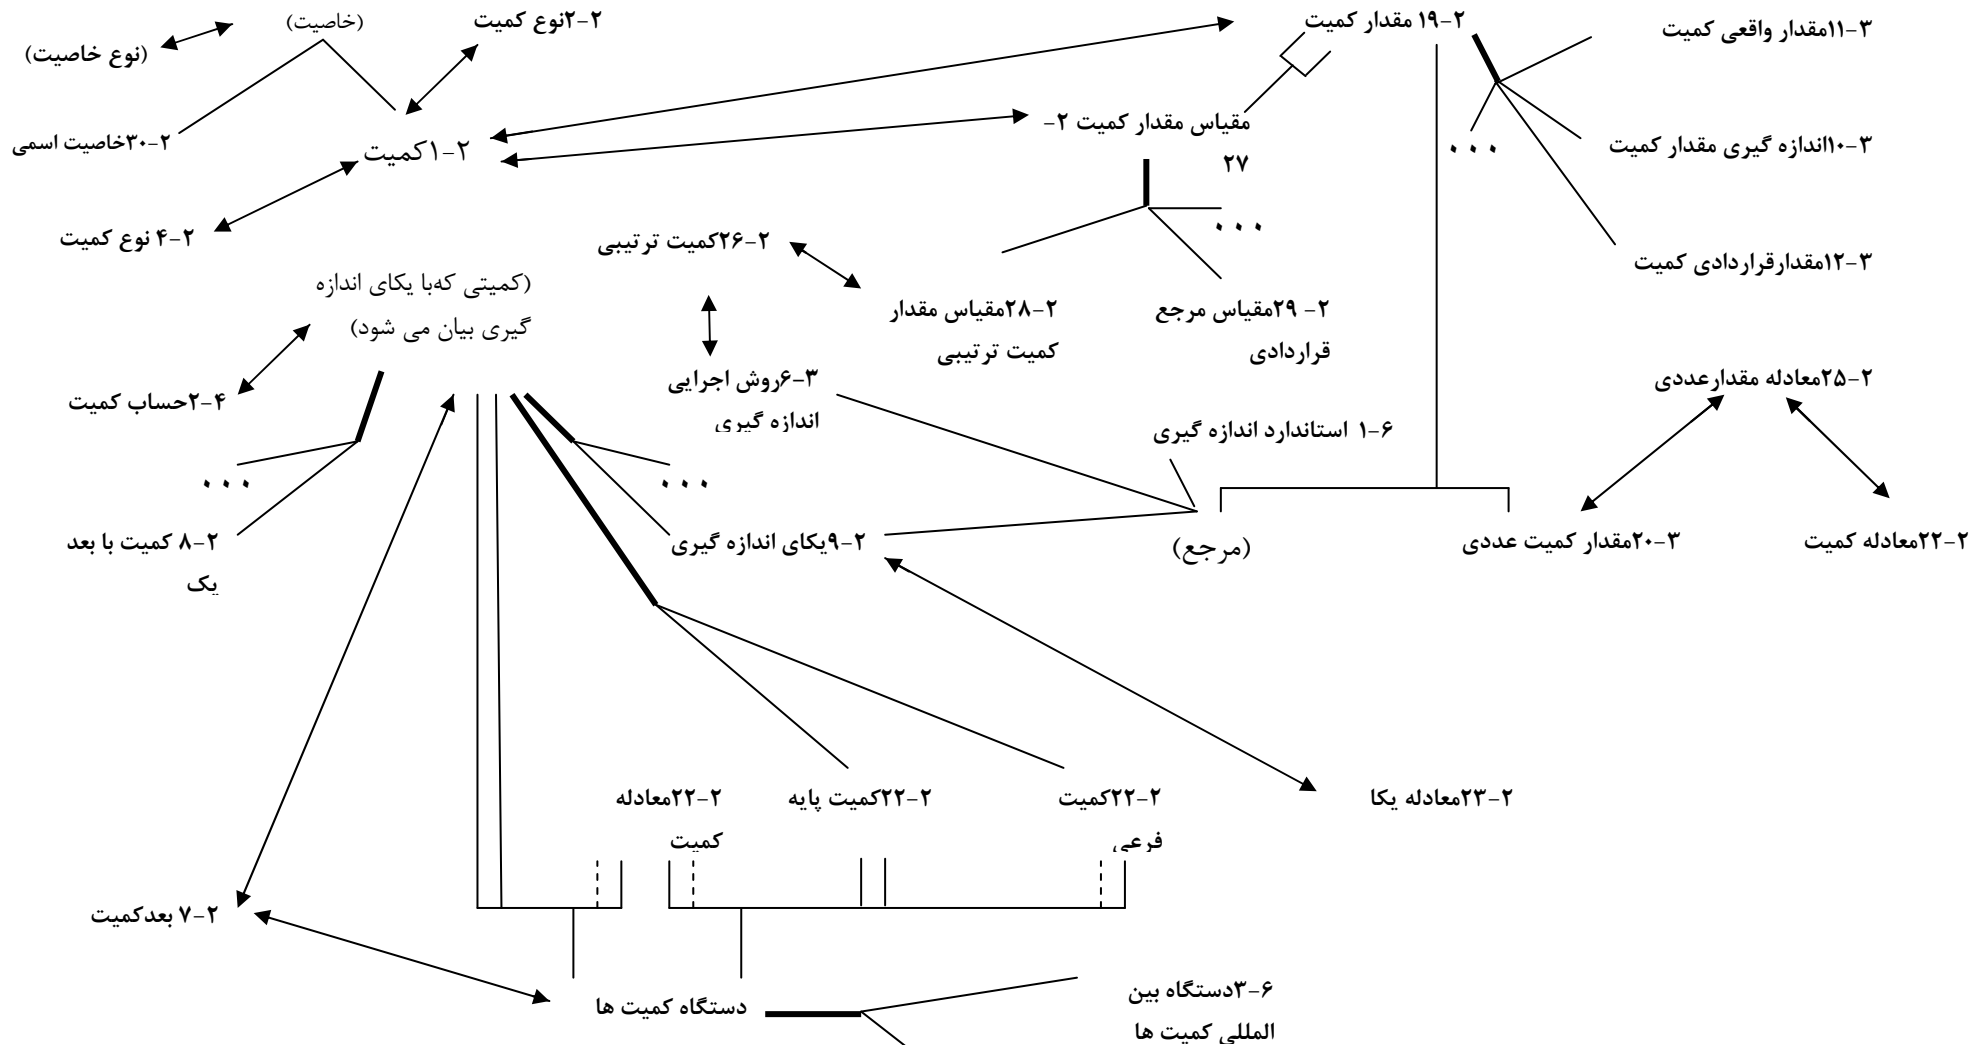 (خاصیت)
۲-۲نوع کمیت
۱۹-۲ مقدار کمیت
۱۱-۳مقدار واقعی کمیت
(نوع خاصیت)
۳۰-۲خاصیت اسمی
۱-۲کمیت
مقیاس مقدار کمیت ۲-
۲۷
۱۰-۳اندازه گیری مقدار کمیت
...
۴-۲ نوع کمیت
۲۶-۲کمیت ترتیبی
...
۱۲-۳مقدارقراردادی کمیت
(کمیتی که‌با یکای اندازه
گیری بیان می شود)
۲۸-۲مقیاس مقدار
کمیت ترتیبی
۲۹ -۲مقیاس مرجع
قراردادی
۲-۴حساب کمیت
۶-۳روش اجرایی
اندازه گیری
۱-۶ استاندارد اندازه گیری
۲۵-۲معادله مقدارعددی
...
...
۸-۲ کمیت با بعد
یک
۹-۲یکای اندازه گیری
(مرجع)
۲۰-۳مقدار کمیت عددی
۲۲-۲معادله کمیت
۲۲-۲معادله
کمیت
۲۲-۲کمیت پایه
۲۲-۲کمیت
فرعی
۲۳-۲معادله یکا
۷-۲ بعدکمیت
دستگاه کمیت ها
۳-۶دستگاه بین
المللی کمیت ها